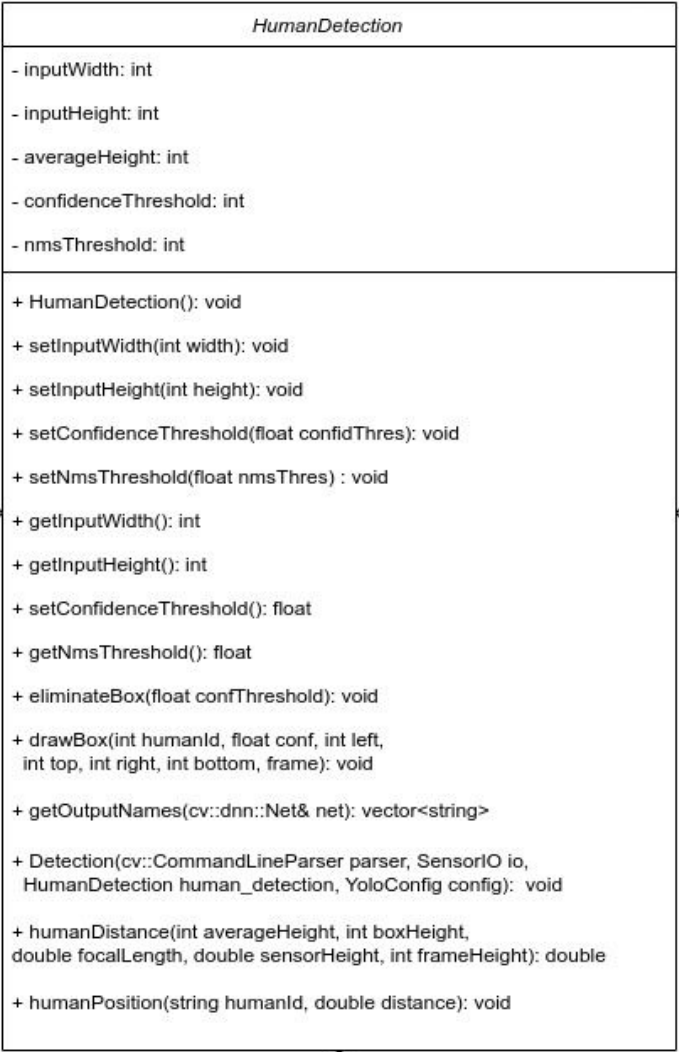 HumanDetection
- inputWidth: int
- inputHeight: int
- averageHeight: int
- confidenceThreshold: int
- nmsThreshold: int
+ HumanDetection(): void
+ setInputWidth(int width): void
+ setInputHeight(int height): void
+ setConfidenceThreshold(float confidThres): void
+ setNmsThreshold(float nmsThres) : void
+ getInputWidth(): int
+ getInputHeight(): int
+ setConfidenceThreshold(): float
+ getNmsThreshold(): float
+ eliminateBox(float confThreshold): void
+ drawBox(int humanId, float conf, int left,
int top, int right, int bottom, frame): void
+ getOutputNames(cv::dnn::Net& net): vector<string>
+ Detection(cv::CommandLineParser parser, SensorIO io,
HumanDetection human_detection, YoloConfig config): void
+ humanDistance(int averageHeight, int boxHeight,
double focalLength, double sensorHeight, int frameHeight): double
+ humanPosition(string humanId, double distance): void